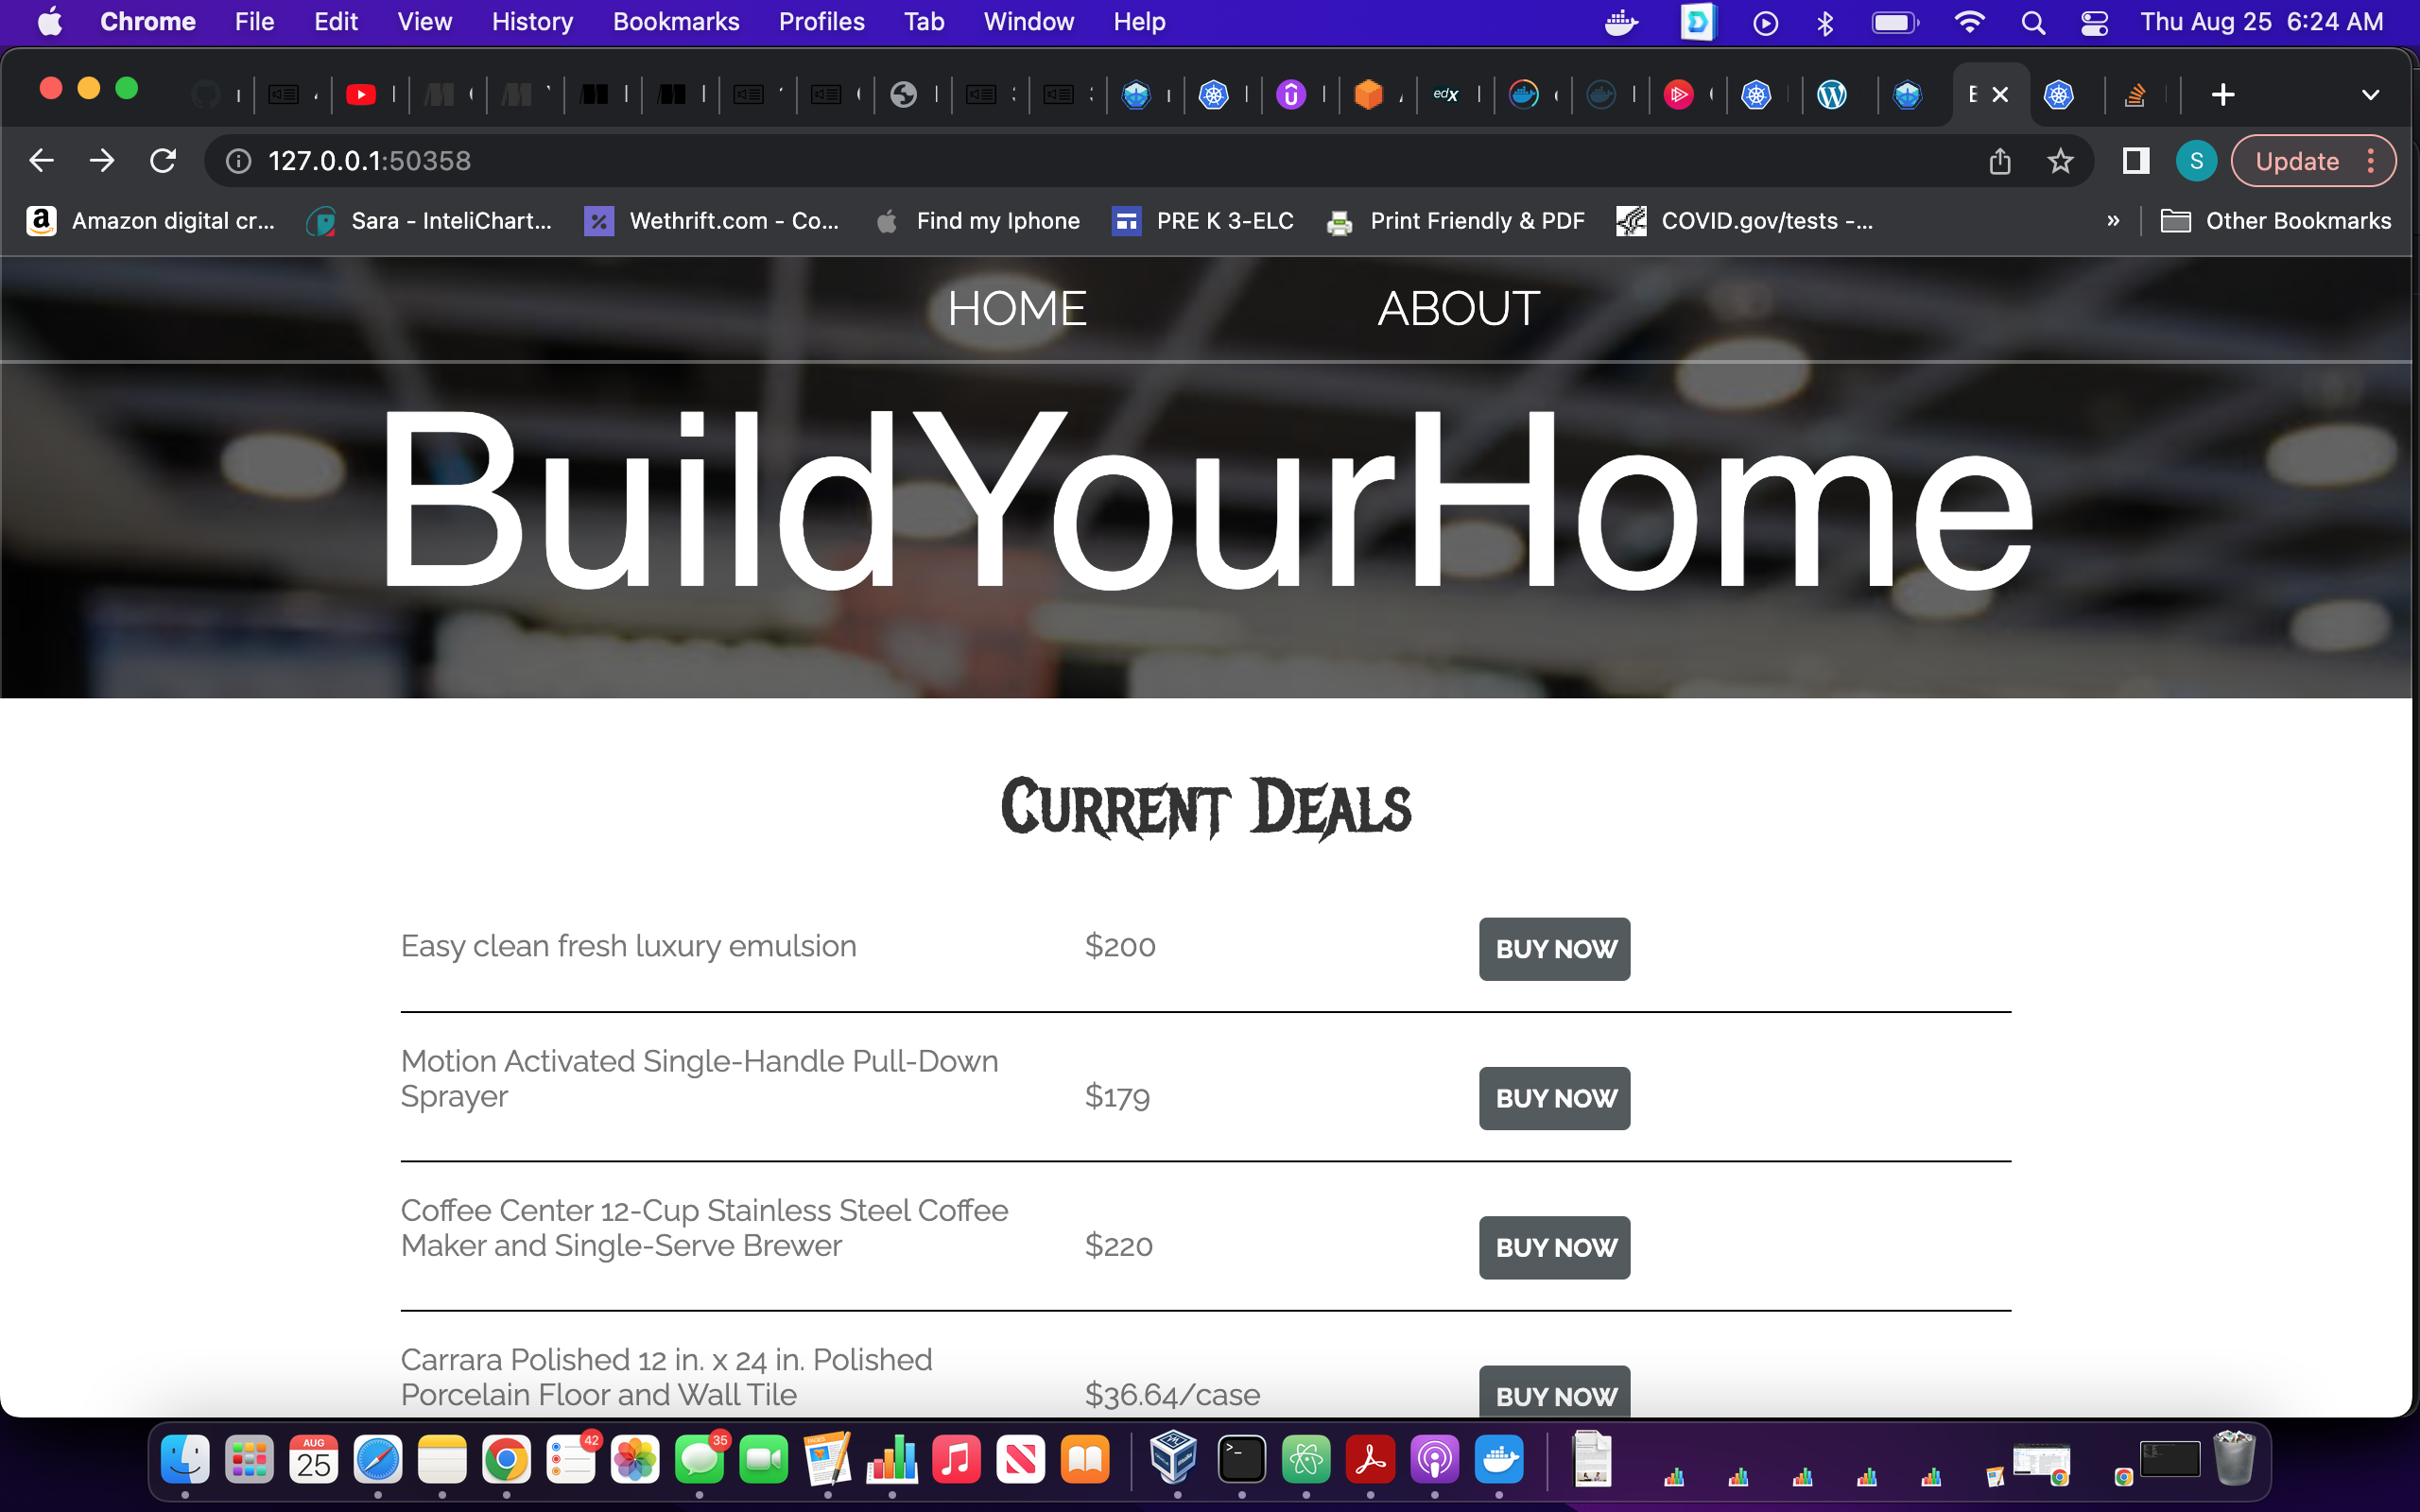 Chrome File Edit View History Bookmarks Profiles Tab Window Help Thu Aug 25 6:24 AM
edX
127.0.0.1:50358 S Update
a Amazon digital cr... Sara - InteliChart... Wethrift.com - Co... Find my Iphone PRE K 3-ELC Print Friendly & PDF COVID.gov/tests -... » Other Bookmarks
HOME ABOUT
BuildYourHome
Current Deals
Easy clean fresh luxury emulsion $200 BUY NOW
Motion Activated Single-Handle Pull-Down
Sprayer $179 BUY NOW
Coffee Center 12-Cup Stainless Steel Coffee
Maker and Single-Serve Brewer $220 BUY NOW
Carrara Polished 12 in. x 24 in. Polished
Porcelain Floor and Wall Tile $36.64/case BUY NOW
AUG 42 35
25